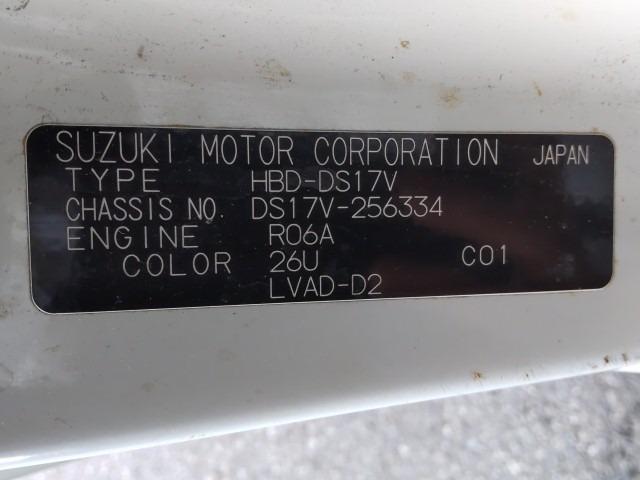 SUZUKI MOTOR CORPORATION JAPAN
TYPE HBD-DS17V
CHASSIS NO. DS17V-256334
ENGINE R06A
COLOR 26U C01
LVAD-D2